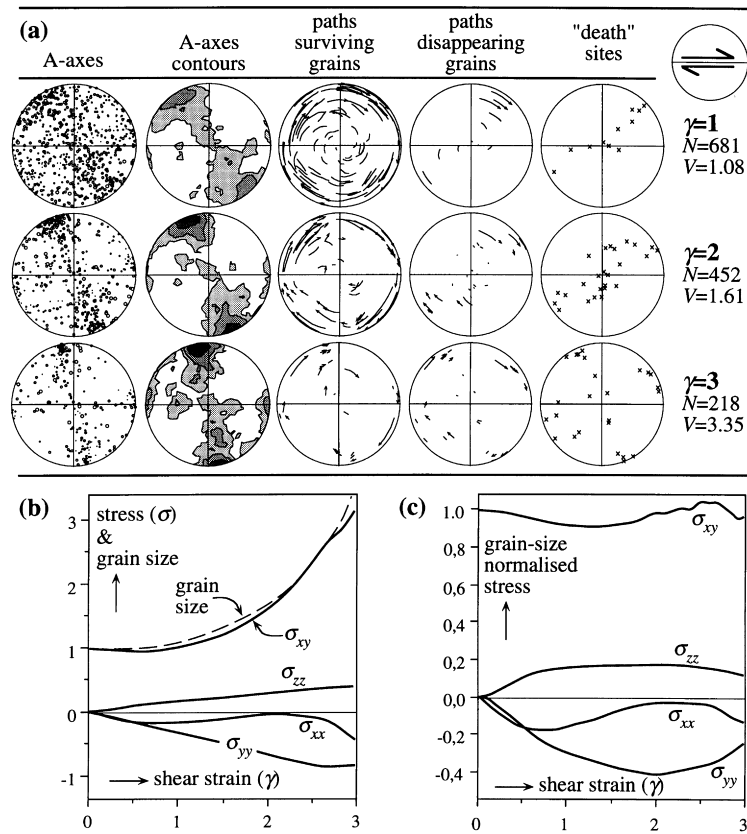 (a)
A-axes
A-axes
contours
paths
surviving
grains
paths
disappearing
grains
"death"
sites
γ=1
N=681
V=1.08
γ=2
N=452
V=1.61
γ=3
N=218
V=3.35
(b)
stress (σ)
&
grain size
grain
size
σxy
σzz
σxx
σyy
shear strain (γ)
3
2
1
0
-1
0 1 2 3
(c)
grain-size
normalised
stress
σxy
σzz
σxx
σyy
shear strain (γ)
1.0
0,8
0,6
0,4
0,2
0,0
-0,2
-0,4
0 1 2 3